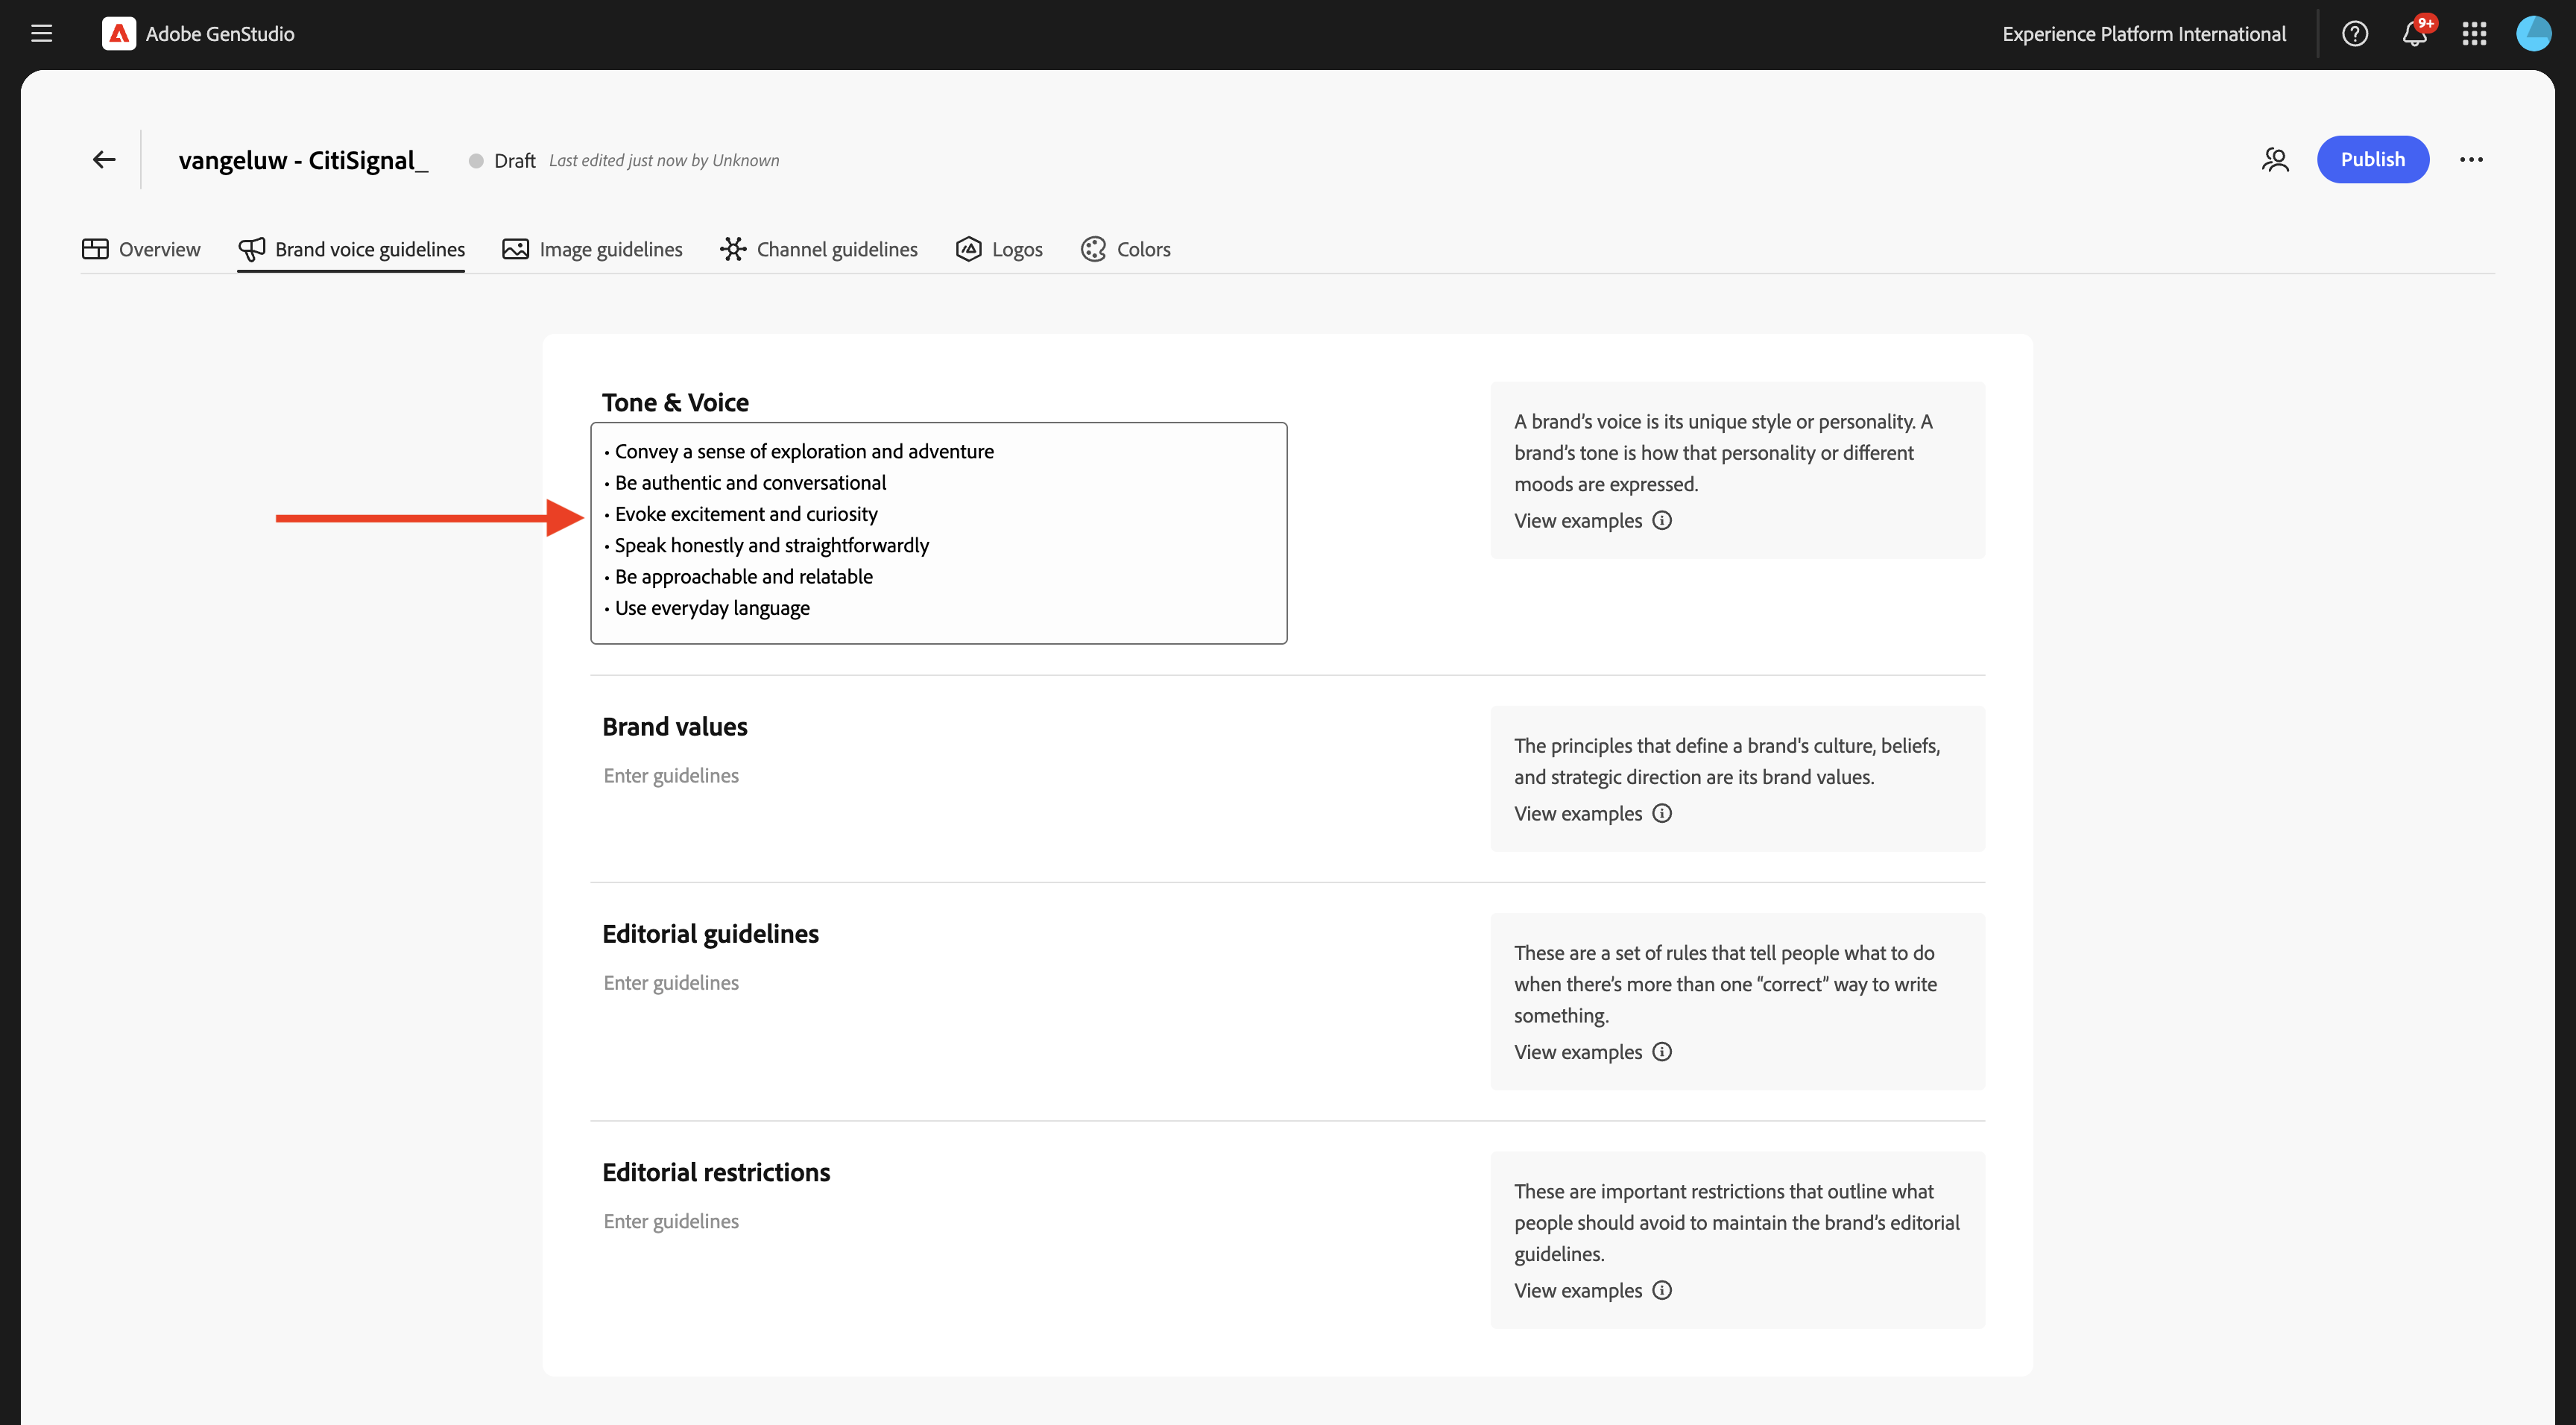 Adobe GenStudio
Experience Platform International
9+
vangeluw - CitiSignal_
Draft
Last edited just now by Unknown
Publish
Overview
Brand voice guidelines
Image guidelines
Channel guidelines
Logos
Colors
Tone & Voice
• Convey a sense of exploration and adventure
• Be authentic and conversational
• Evoke excitement and curiosity
• Speak honestly and straightforwardly
• Be approachable and relatable
• Use everyday language
A brand’s voice is its unique style or personality. A
brand’s tone is how that personality or different
moods are expressed.
View examples
Brand values
Enter guidelines
The principles that define a brand's culture, beliefs,
and strategic direction are its brand values.
View examples
Editorial guidelines
Enter guidelines
These are a set of rules that tell people what to do
when there’s more than one “correct” way to write
something.
View examples
Editorial restrictions
Enter guidelines
These are important restrictions that outline what
people should avoid to maintain the brand’s editorial
guidelines.
View examples